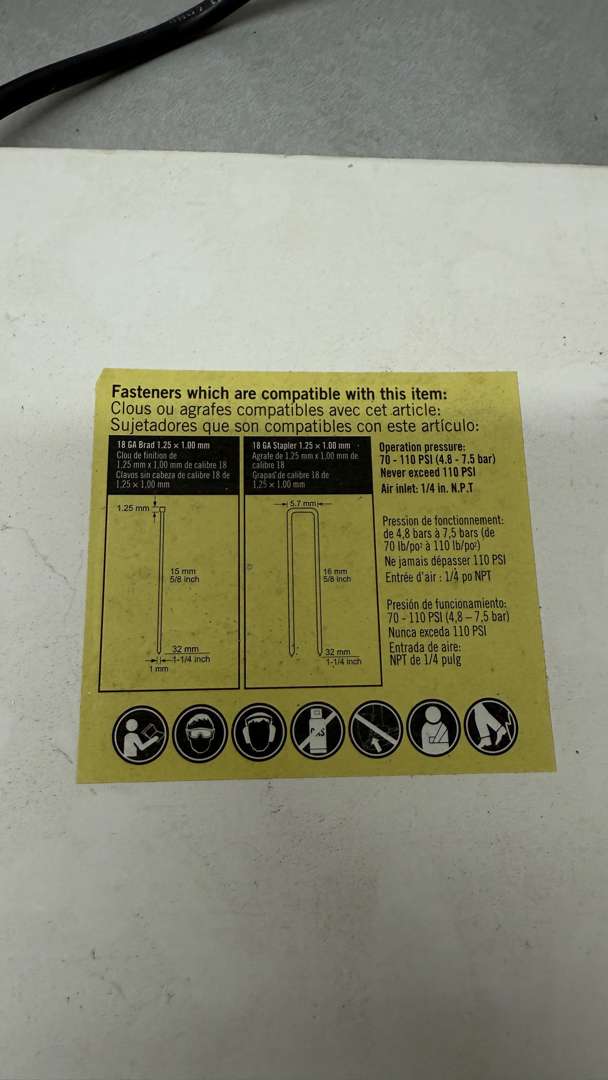 Fasteners which are compatible with this item:
Clous ou agrafes compatibles avec cet article:
Sujetadores que son compatibles con este artículo:
18 GA Brad 1.25 × 1.00 mm
Clou de finition de
1.25 mm x 1,00 mm de calibre 18
Clavos sin cabeza de calibre 18 de
1,25 × 1,00 mm
1.25 mm
15 mm
5/8 inch
32 mm
1-1/4 inch
1 mm
18 GA Stapler 1.25 × 1.00 mm
Agrafe de 1.25 mm x 1,00 mm de
calibre 18
Grapas de calibre 18 de
1,25 × 1,00 mm
5.7 mm
16 mm
5/8 inch
32 mm
1-1/4 inch
Operation pressure:
70 - 110 PSI (4.8 - 7.5 bar)
Never exceed 110 PSI
Air inlet: 1/4 in. N.P.T
Pression de fonctionnement:
de 4,8 bars à 7,5 bars (de
70 lb/po² à 110 lb/po²)
Ne jamais dépasser 110 PSI
Entrée d'air : 1/4 po NPT
Presión de funcionamiento:
70 - 110 PSI (4,8 – 7,5 bar)
Nunca exceda 110 PSI
Entrada de aire:
NPT de 1/4 pulg